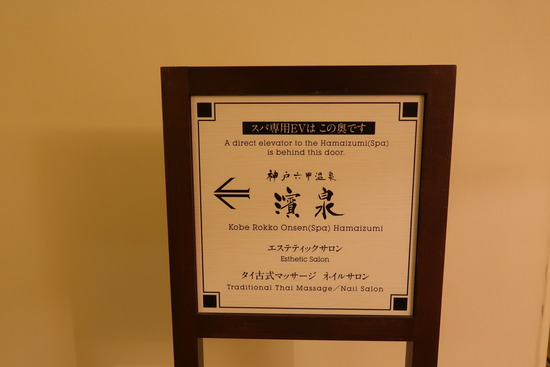 スパ専用EVは この奥です
A direct elevator to the Hamaizumi(Spa)
is behind this door.
神戸六甲温泉
濱泉
Kobe Rokko Onsen(Spa) Hamaizumi
エステティックサロン
Esthetic Salon
タイ古式マッサージ ネイルサロン
Traditional Thai Massage／Nail Salon